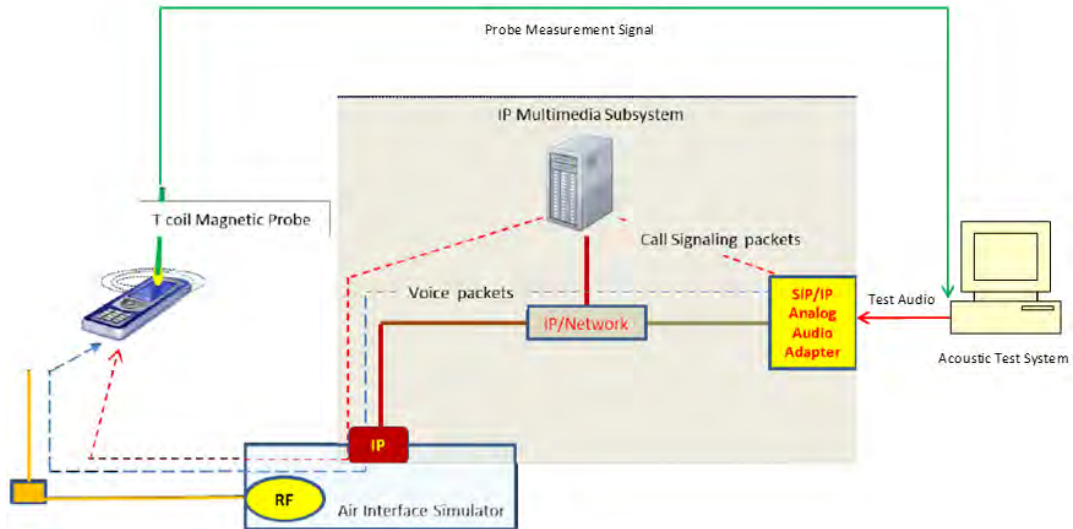 Probe Measurement Signal
IP Multimedia Subsystem
T coil Magnetic Probe
Call Signaling packets
Voice packets
SIP/IP
Analog
Audio
Adapter
Test Audio
IP/Network
Acoustic Test System
IP
RF
Air Interface Simulator